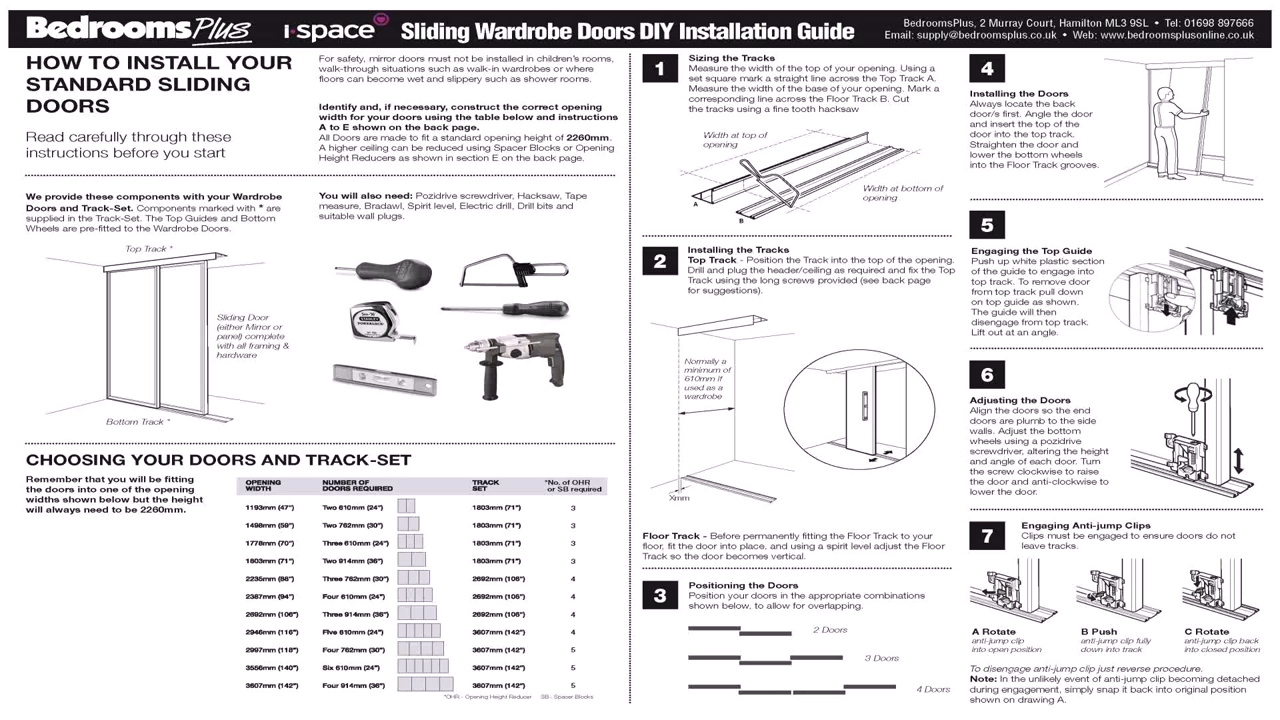 BedroomsPlus i·space Sliding Wardrobe Doors DIY Installation Guide
BedroomsPlus, 2 Murray Court, Hamilton ML3 9SL • Tel: 01698 897666
Email: supply@bedroomsplus.co.uk • Web: www.bedroomsplusonline.co.uk
HOW TO INSTALL YOUR
STANDARD SLIDING
DOORS
Read carefully through these
instructions before you start
For safety, mirror doors must not be installed in children's rooms,
walk-through situations such as walk-in wardrobes or where
floors can become wet and slippery such as shower rooms.
Identify and, if necessary, construct the correct opening
width for your doors using the table below and instructions
A to E shown on the back page.
All Doors are made to fit a standard opening height of 2260mm.
A higher ceiling can be reduced using Spacer Blocks or Opening
Height Reducers as shown in section E on the back page.
We provide these components with your Wardrobe
Doors and Track-Set. Components marked with * are
supplied in the Track-Set. The Top Guides and Bottom
Wheels are pre-fitted to the Wardrobe Doors.
Top Track *
Sliding Door
(either Mirror or
panel) complete
with all framing &
hardware
Bottom Track *
You will also need: Pozidrive screwdriver, Hacksaw, Tape
measure, Bradawl, Spirit level, Electric drill, Drill bits and
suitable wall plugs.
STANLEY
POWERLOCK
CHOOSING YOUR DOORS AND TRACK-SET
Remember that you will be fitting
the doors into one of the opening
widths shown below but the height
will always need to be 2260mm.
OPENING WIDTH NUMBER OF DOORS REQUIRED TRACK SET *No. of OHR or SB required
1193mm (47") Two 610mm (24") 1803mm (71") 3
1498mm (59") Two 762mm (30") 1803mm (71") 3
1778mm (70") Three 610mm (24") 1803mm (71") 3
1803mm (71") Two 914mm (36") 1803mm (71") 3
2235mm (88") Three 762mm (30") 2692mm (106") 4
2387mm (94") Four 610mm (24") 2692mm (106") 4
2692mm (106") Three 914mm (36") 2692mm (106") 4
2946mm (116") Five 610mm (24") 3607mm (142") 4
2997mm (118") Four 762mm (30") 3607mm (142") 5
3556mm (140") Six 610mm (24") 3607mm (142") 5
3607mm (142") Four 914mm (36") 3607mm (142") 5
*OHR - Opening Height Reducer SB- Spacer Blocks
1
Sizing the Tracks
Measure the width of the top of your opening. Using a
set square mark a straight line across the Top Track A.
Measure the width of the base of your opening. Mark a
corresponding line across the Floor Track B. Cut
the tracks using a fine tooth hacksaw
Width at top of
opening
Width at bottom of
opening
A
B
2
Installing the Tracks
Top Track - Position the Track into the top of the opening.
Drill and plug the header/ceiling as required and fix the Top
Track using the long screws provided (see back page
for suggestions).
Normally a
minimum of
610mm if
used as a
wardrobe
Xmm
Floor Track - Before permanently fitting the Floor Track to your
floor, fit the door into place, and using a spirit level adjust the Floor
Track so the door becomes vertical.
3
Positioning the Doors
Position your doors in the appropriate combinations
shown below, to allow for overlapping.
2 Doors
3 Doors
4 Doors
4
Installing the Doors
Always locate the back
door/s first. Angle the door
and insert the top of the
door into the top track.
Straighten the door and
lower the bottom wheels
into the Floor Track grooves.
5
Engaging the Top Guide
Push up white plastic section
of the guide to engage into
top track. To remove door
from top track pull down
on top guide as shown.
The guide will then
disengage from top track.
Lift out at an angle.
6
Adjusting the Doors
Align the doors so the end
doors are plumb to the side
walls. Adjust the bottom
wheels using a pozidrive
screwdriver, altering the height
and angle of each door. Turn
the screw clockwise to raise
the door and anti-clockwise to
lower the door.
7
Engaging Anti-jump Clips
Clips must be engaged to ensure doors do not
leave tracks.
A Rotate
anti-jump clip
into open position
B Push
anti-jump clip fully
down into track
C Rotate
anti-jump clip back
into closed position
To disengage anti-jump clip just reverse procedure.
Note: In the unlikely event of anti-jump clip becoming detached
during engagement, simply snap it back into original position
shown on drawing A.